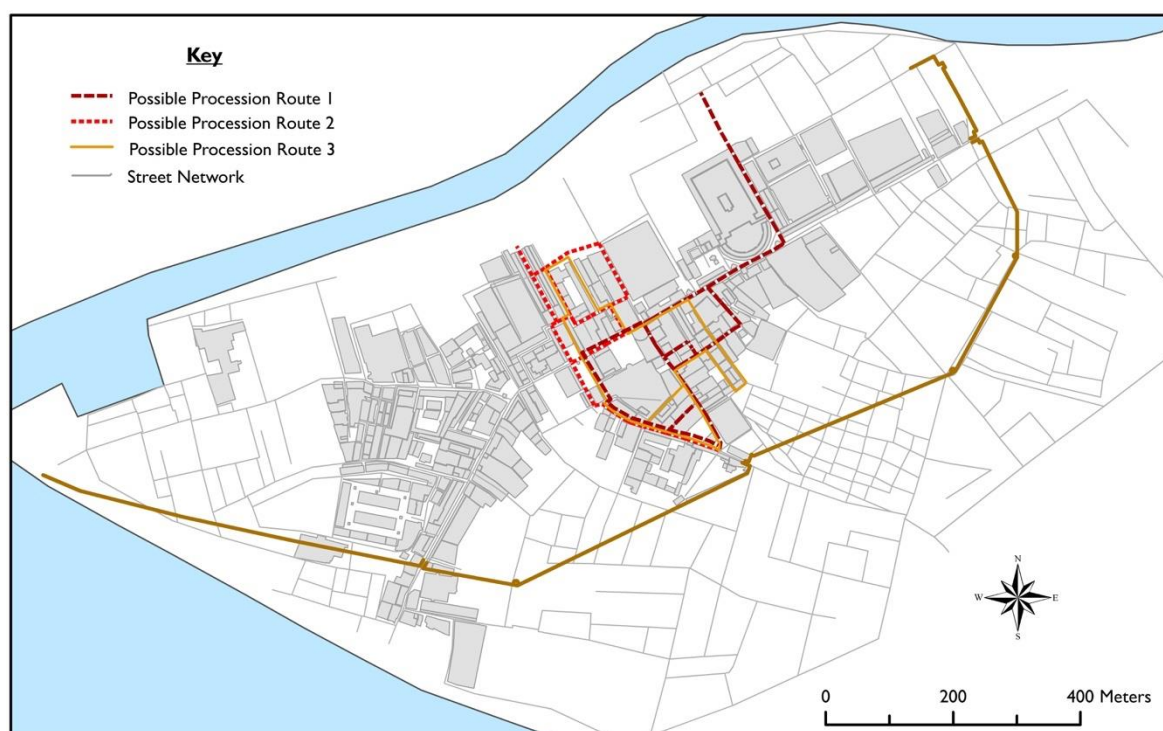 Key
Possible Procession Route 1
Possible Procession Route 2
Possible Procession Route 3
Street Network
N
W E
S
0 200 400 Meters